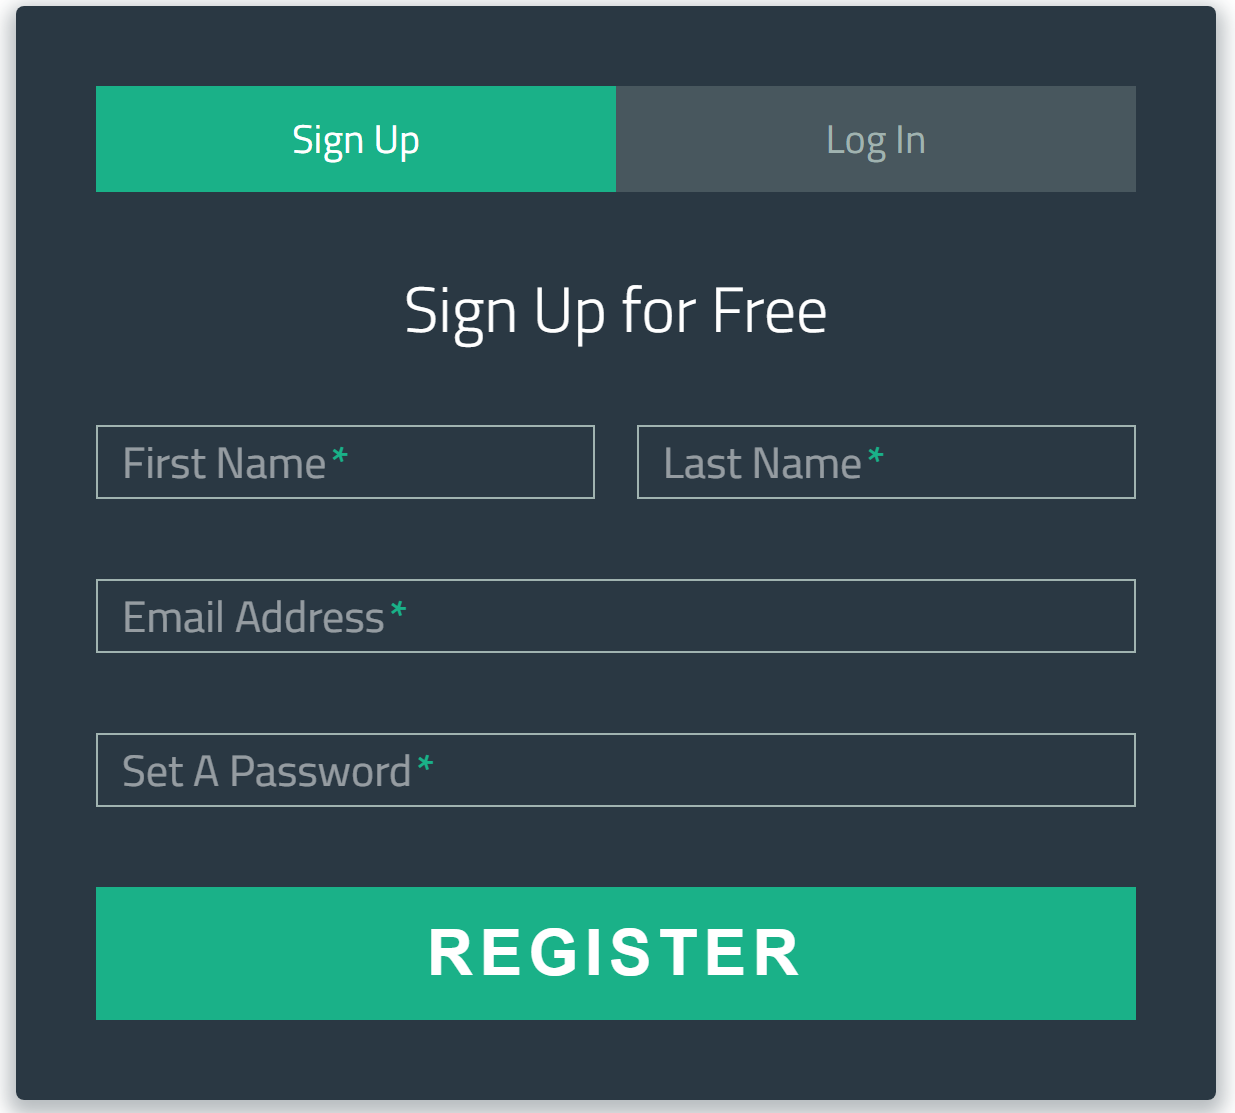 Sign Up Log In
Sign Up for Free
First Name* Last Name*
Email Address*
Set A Password*
REGISTER